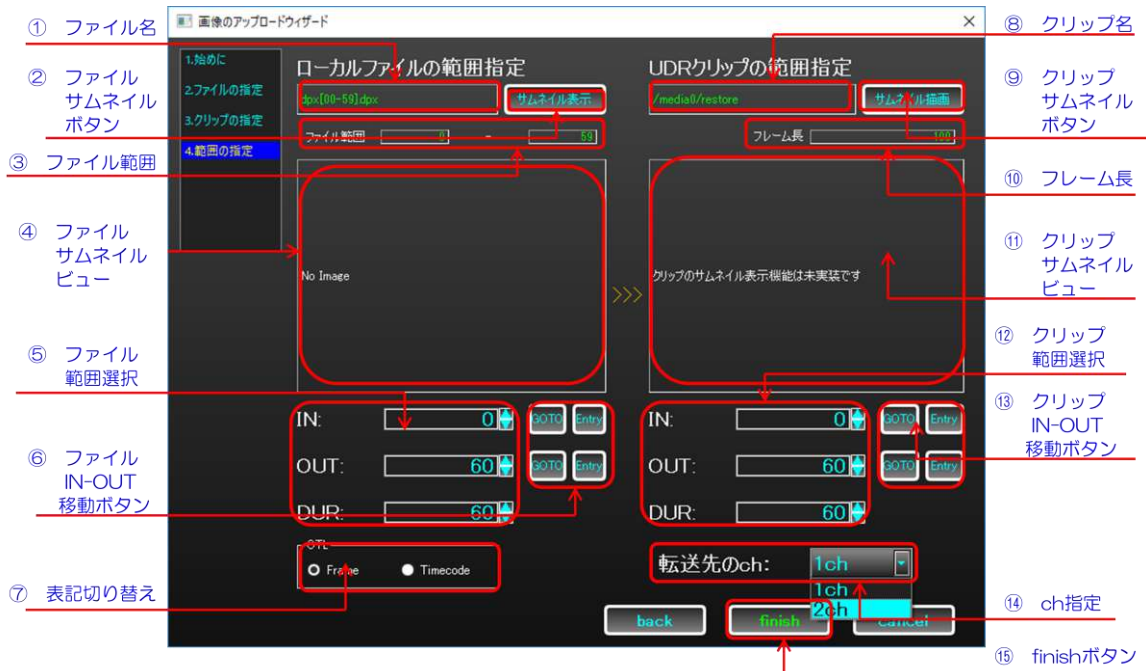 ① ファイル名
② ファイル
サムネイル
ボタン
③ ファイル範囲
④ ファイル
サムネイル
ビュー
⑤ ファイル
範囲選択
⑥ ファイル
IN-OUT
移動ボタン
⑦ 表記切り替え
画像のアップロードウィザード
×
1.始めに
2.ファイルの指定
3.クリップの指定
4.範囲の指定
ローカルファイルの範囲指定
dpx[00-59].dpx
サムネイル表示
ファイル範囲 0 - 59
No Image
>>>
IN: 0 GOTO Entry
OUT: 60 GOTO Entry
DUR: 60
CTL
Frame Timecode
UDRクリップの範囲指定
/media0/restore
サムネイル描画
フレーム長 100
クリップのサムネイル表示機能は未実装です
IN: 0 GOTO Entry
OUT: 60 GOTO Entry
DUR: 60
転送先のch: 1ch
1ch
2ch
back finish cancel
⑧ クリップ名
⑨ クリップ
サムネイル
ボタン
⑩ フレーム長
⑪ クリップ
サムネイル
ビュー
⑫ クリップ
範囲選択
⑬ クリップ
IN-OUT
移動ボタン
⑭ ch指定
⑮ finishボタン